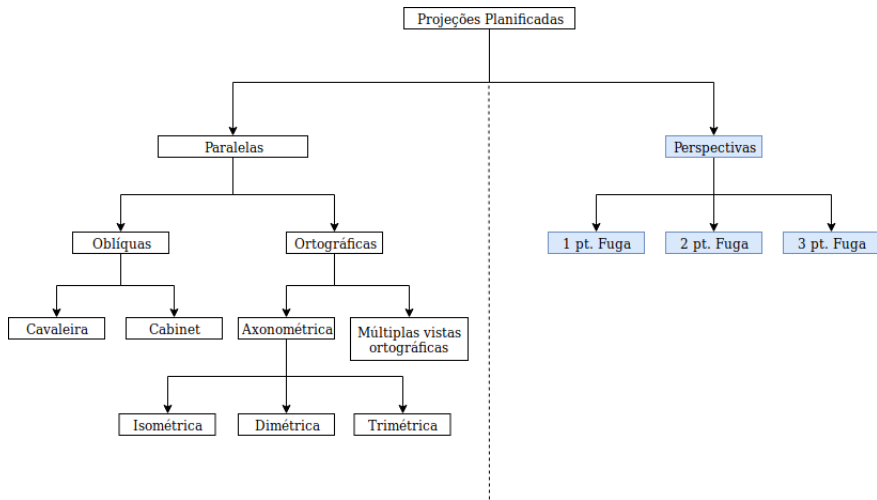 Projeções Planificadas
Paralelas
Perspectivas
Oblíquas
Ortográficas
1 pt. Fuga
2 pt. Fuga
3 pt. Fuga
Cavaleira
Cabinet
Axonométrica
Múltiplas vistas
ortográficas
Isométrica
Dimétrica
Trimétrica